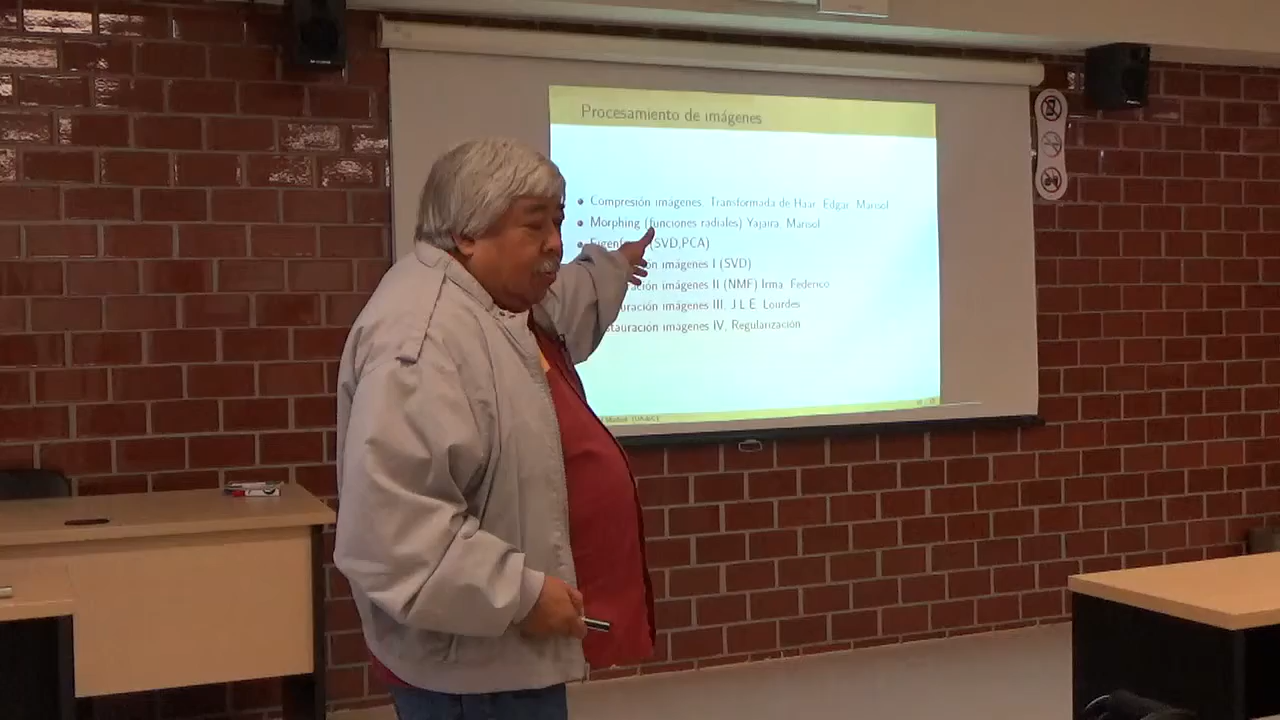 Procesamiento de imágenes
Compresión imágenes, Transformada de Haar, Edgar, Marisol
Morphing (funciones radiales) Yajaira, Marisol
(SVD,PCA)
imágenes I (SVD)
imágenes II (NMF) Irma, Federico
imágenes III, J.L.E. Lourdes
imágenes IV, Regularización